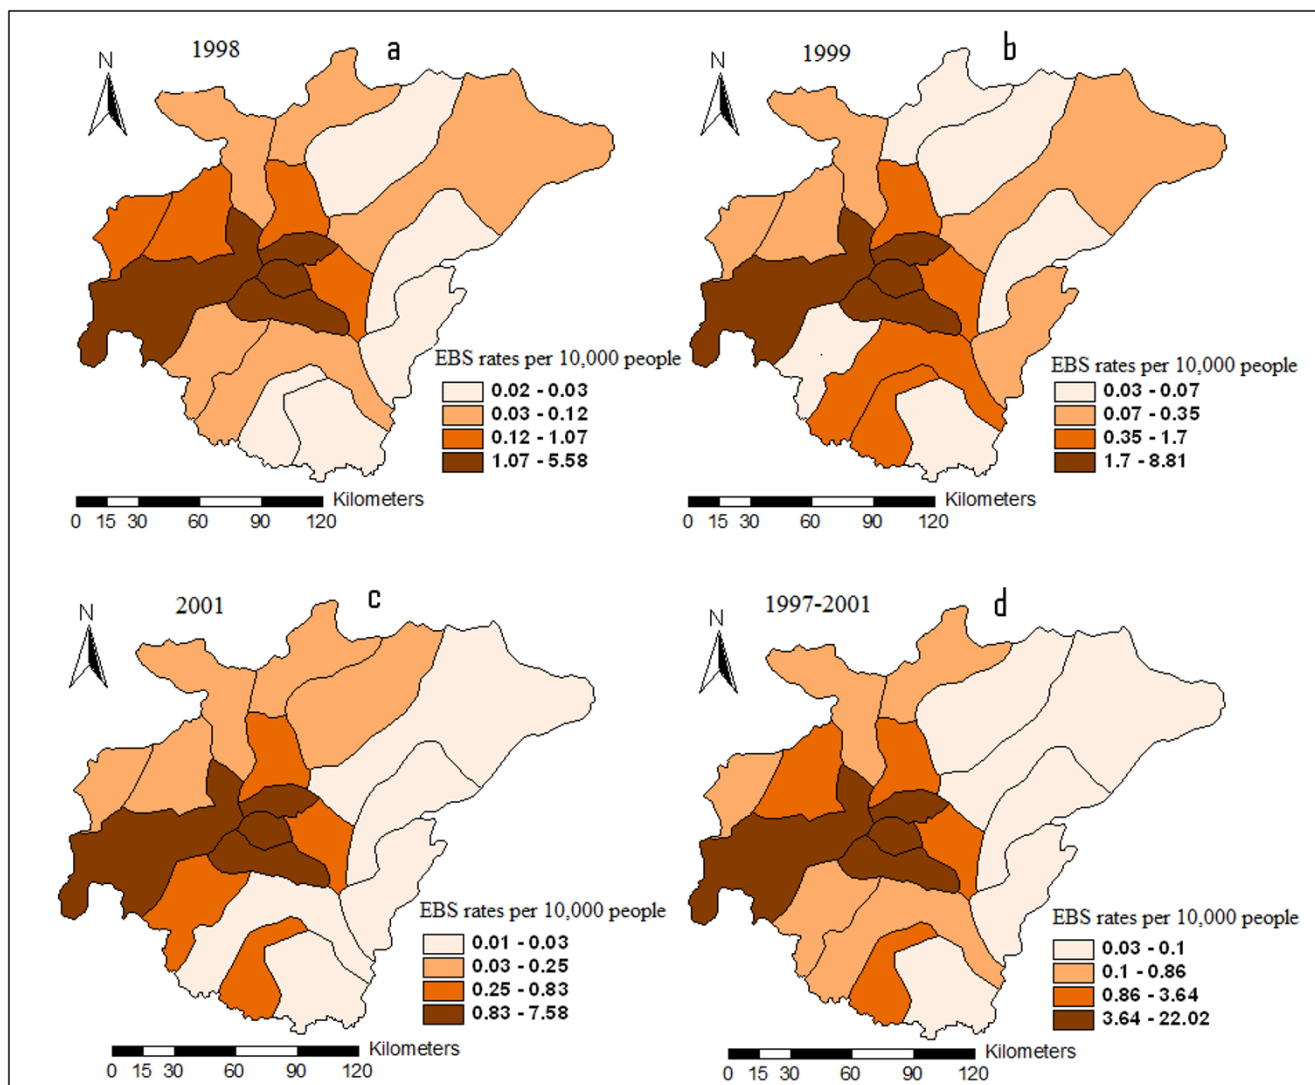 1998 a
N
EBS rates per 10,000 people
0.02 - 0.03
0.03 - 0.12
0.12 - 1.07
1.07 - 5.58
Kilometers
0 15 30 60 90 120
1999 b
N
EBS rates per 10,000 people
0.03 - 0.07
0.07 - 0.35
0.35 - 1.7
1.7 - 8.81
Kilometers
0 15 30 60 90 120
2001 c
N
EBS rates per 10,000 people
0.01 - 0.03
0.03 - 0.25
0.25 - 0.83
0.83 - 7.58
Kilometers
0 15 30 60 90 120
1997-2001 d
N
EBS rates per 10,000 people
0.03 - 0.1
0.1 - 0.86
0.86 - 3.64
3.64 - 22.02
Kilometers
0 15 30 60 90 120